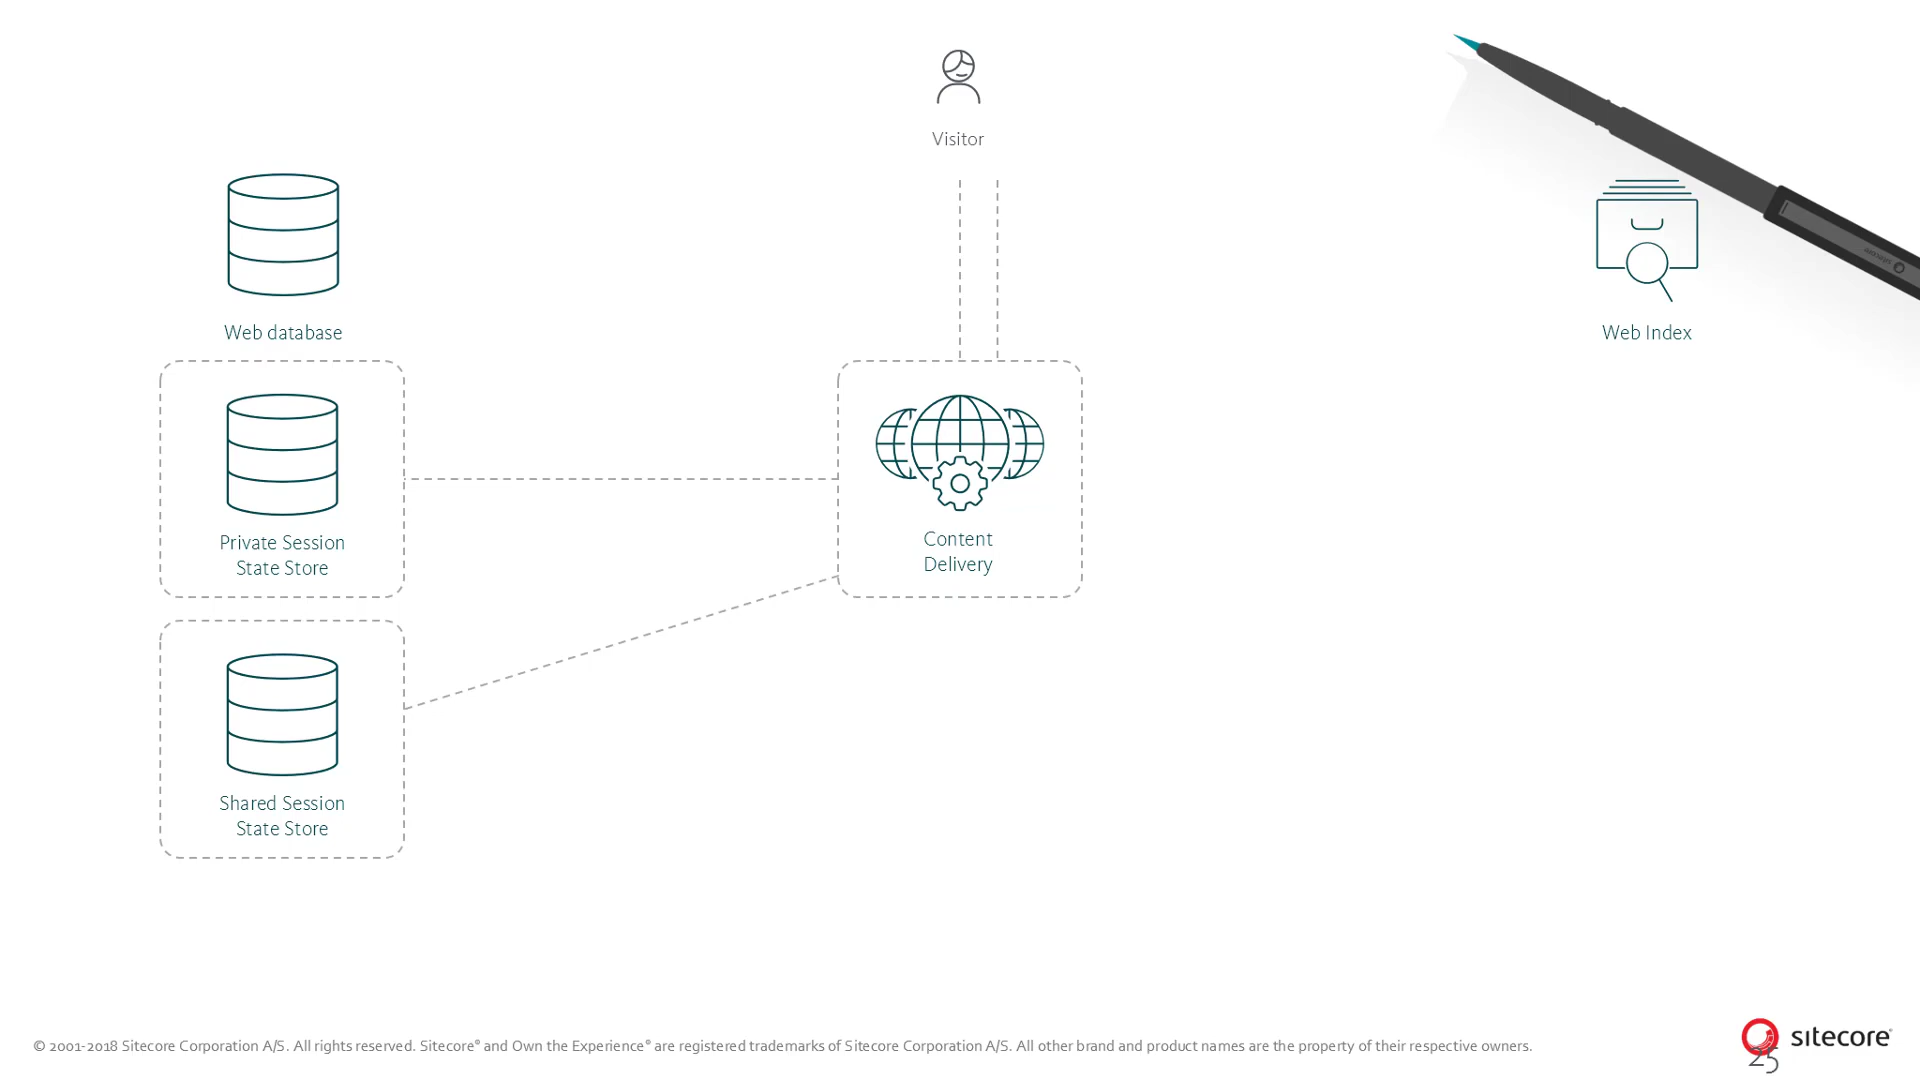 Visitor
Web database
Web Index
Private Session
State Store
Content
Delivery
Shared Session
State Store
© 2001-2018 Sitecore Corporation A/S. All rights reserved. Sitecore® and Own the Experience® are registered trademarks of Sitecore Corporation A/S. All other brand and product names are the property of their respective owners.
sitecore®
25